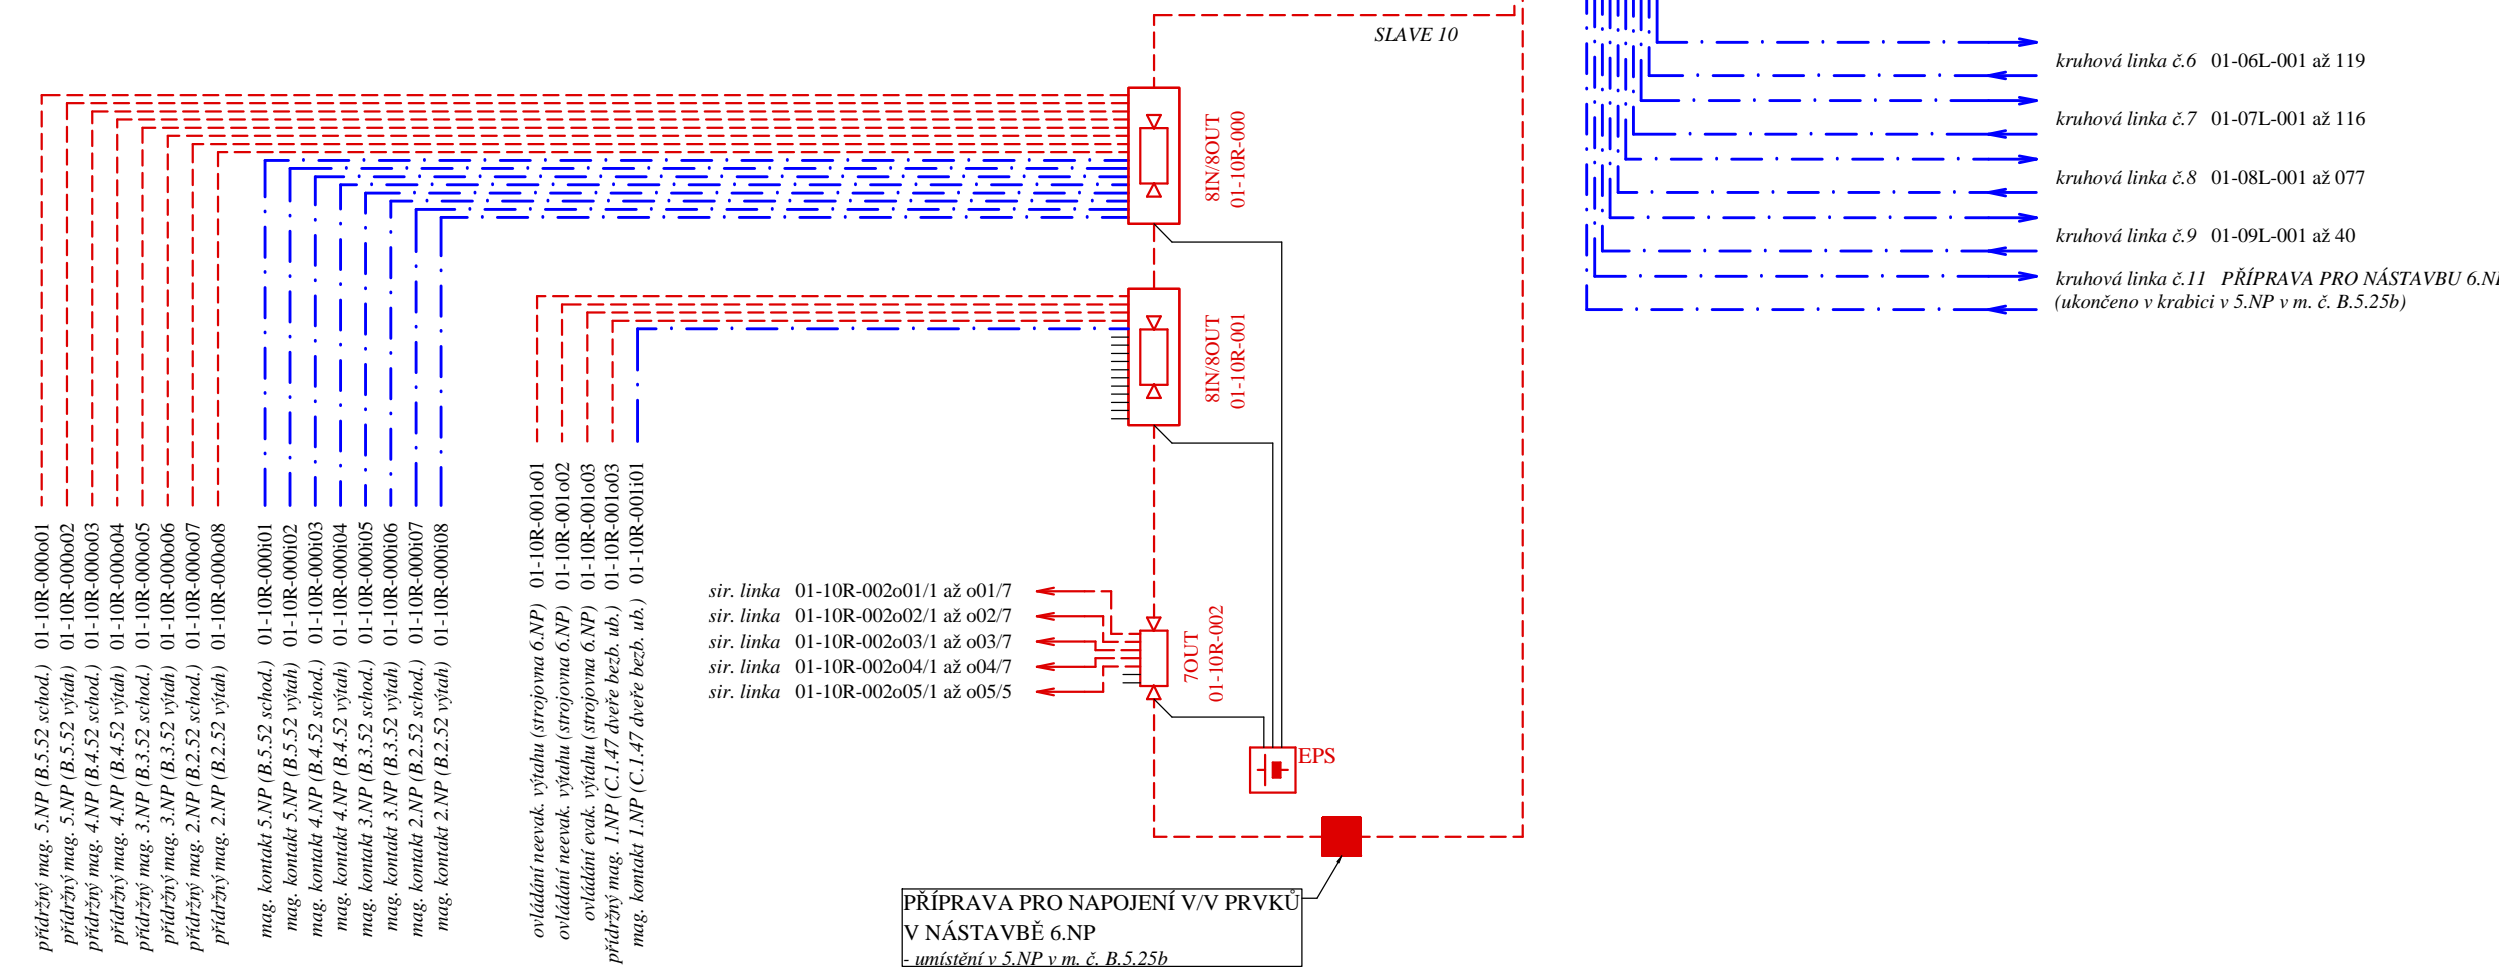 SLAVE 10
kruhová linka č.6 01-06L-001 až 119
kruhová linka č.7 01-07L-001 až 116
kruhová linka č.8 01-08L-001 až 077
kruhová linka č.9 01-09L-001 až 40
kruhová linka č.11 PŘÍPRAVA PRO NÁSTAVBU 6.NP
(ukončeno v krabici v 5.NP v m. č. B.5.25b)
8IN/8OUT
01-10R-000
8IN/8OUT
01-10R-001
přídržný mag. 5.NP (B.5.52 schod.) 01-10R-000o01
přídržný mag. 5.NP (B.5.52 výtah) 01-10R-000o02
přídržný mag. 4.NP (B.4.52 schod.) 01-10R-000o03
přídržný mag. 4.NP (B.4.52 výtah) 01-10R-000o04
přídržný mag. 3.NP (B.3.52 schod.) 01-10R-000o05
přídržný mag. 3.NP (B.3.52 výtah) 01-10R-000o06
přídržný mag. 2.NP (B.2.52 schod.) 01-10R-000o07
přídržný mag. 2.NP (B.2.52 výtah) 01-10R-000o08
mag. kontakt 5.NP (B.5.52 schod.) 01-10R-000i01
mag. kontakt 5.NP (B.5.52 výtah) 01-10R-000i02
mag. kontakt 4.NP (B.4.52 schod.) 01-10R-000i03
mag. kontakt 4.NP (B.4.52 výtah) 01-10R-000i04
mag. kontakt 3.NP (B.3.52 schod.) 01-10R-000i05
mag. kontakt 3.NP (B.3.52 výtah) 01-10R-000i06
mag. kontakt 2.NP (B.2.52 schod.) 01-10R-000i07
mag. kontakt 2.NP (B.2.52 výtah) 01-10R-000i08
ovládání neevak. výtahu (strojovna 6.NP) 01-10R-001o01
ovládání neevak. výtahu (strojovna 6.NP) 01-10R-001o02
ovládání evak. výtahu (strojovna 6.NP) 01-10R-001o03
přídržný mag. 1.NP (C.1.47 dveře bezb. ub.) 01-10R-001o03
mag. kontakt 1.NP (C.1.47 dveře bezb. ub.) 01-10R-001i01
sir. linka 01-10R-002o01/1 až o01/7
sir. linka 01-10R-002o02/1 až o02/7
sir. linka 01-10R-002o03/1 až o03/7
sir. linka 01-10R-002o04/1 až o04/7
sir. linka 01-10R-002o05/1 až o05/5
7OUT
01-10R-002
EPS
PŘÍPRAVA PRO NAPOJENÍ V/V PRVKŮ
V NÁSTAVBĚ 6.NP
- umístění v 5.NP v m. č. B.5.25b